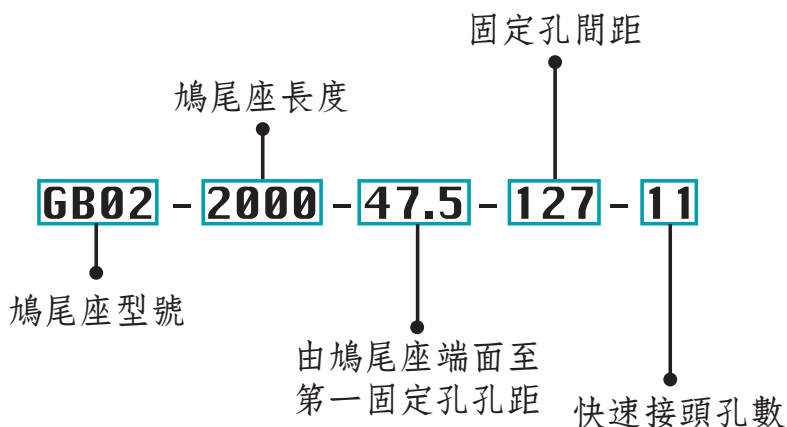 固定孔間距
鳩尾座長度
GB02-2000-47.5-127-11
鳩尾座型號
由鳩尾座端面至
第一固定孔孔距
快速接頭孔數